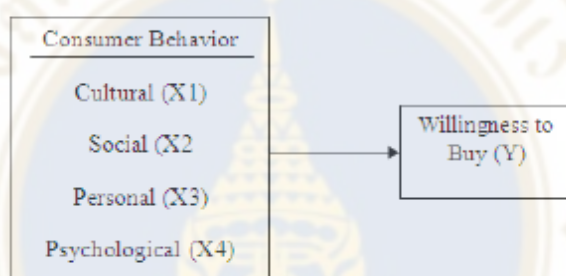 Consumer Behavior
Cultural (X1)
Social (X2
Personal (X3)
Psychological (X4)
Willingness to
Buy (Y)